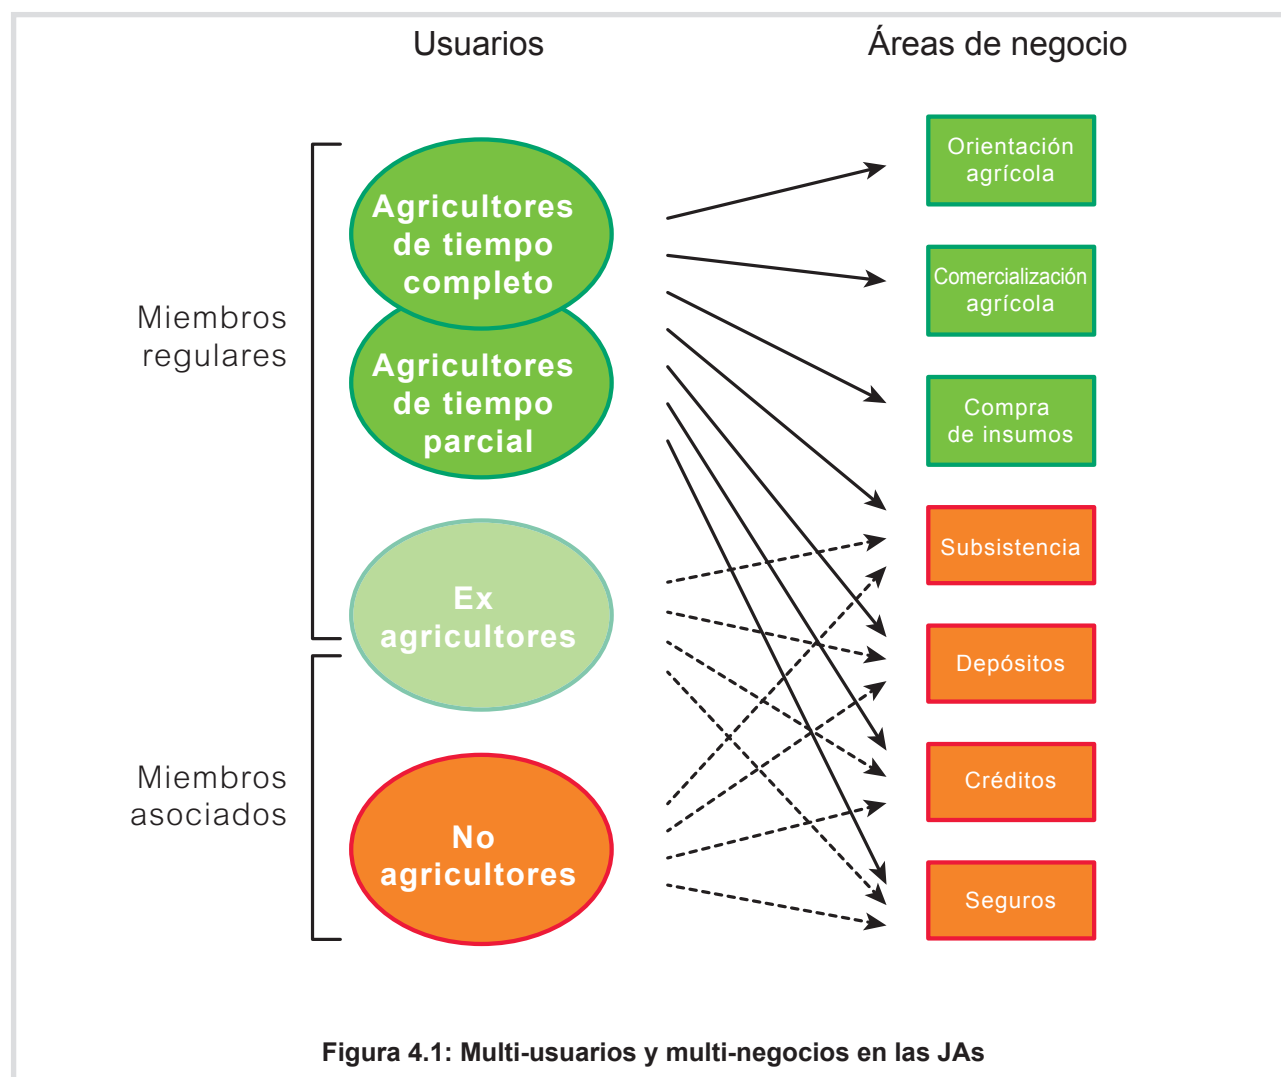 Usuarios
Áreas de negocio
Miembros
regulares
Agricultores
de tiempo
completo
Agricultores
de tiempo
parcial
Ex
agricultores
Miembros
asociados
No
agricultores
Orientación
agrícola
Comercialización
agrícola
Compra
de insumos
Subsistencia
Depósitos
Créditos
Seguros
Figura 4.1: Multi-usuarios y multi-negocios en las JAs